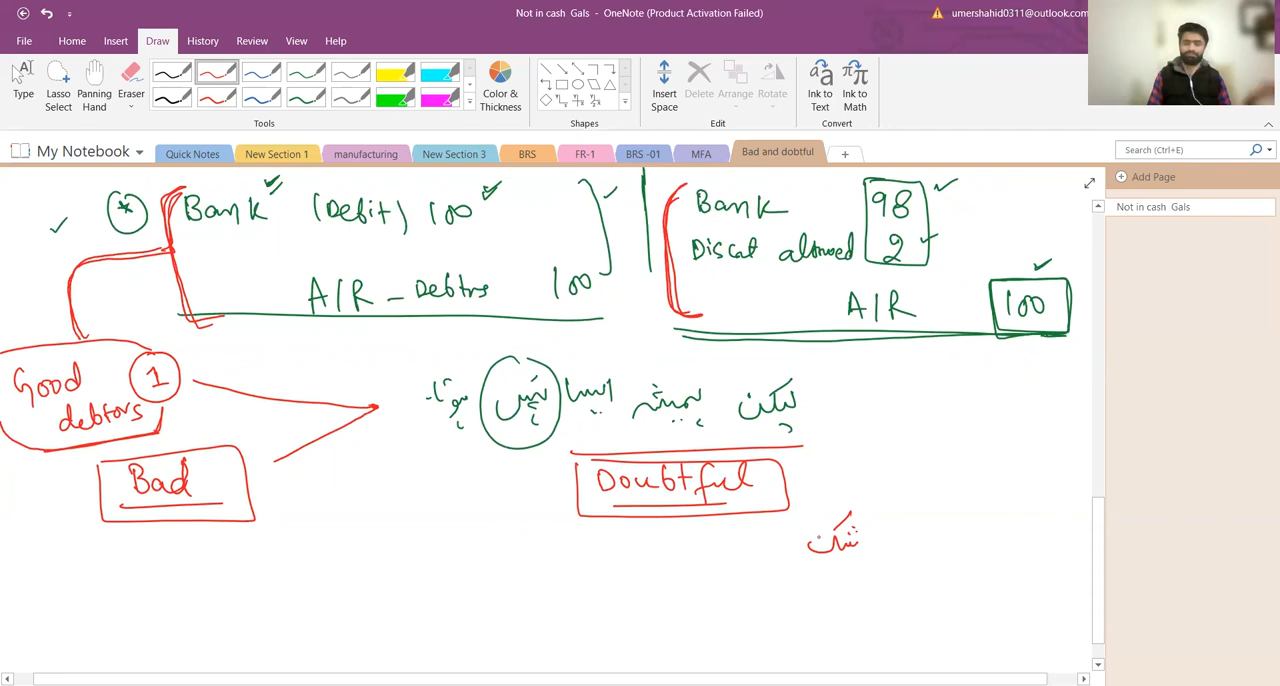 Not in cash Gals - OneNote (Product Activation Failed)
umershahid0311@outlook.com
File Home Insert Draw History Review View Help
Type
Lasso Select
Panning Hand
Eraser
Color & Thickness
Insert Space
Delete
Arrange
Rotate
Ink to Text
Ink to Math
Tools
Shapes
Edit
Convert
My Notebook
Quick Notes
New Section 1
manufacturing
New Section 3
BRS
FR-1
BRS -01
MFA
Bad and dobtful
Search (Ctrl+E)
Add Page
Not in cash Gals
* Bank (Debit) 100
A/R - Debtrs 100
Bank 98
Discat allowed 2
A/R 100
Good debtors 1
لیکن ہمیشہ ایسا نہیں ہوتا۔
Bad
Doubtful
شک